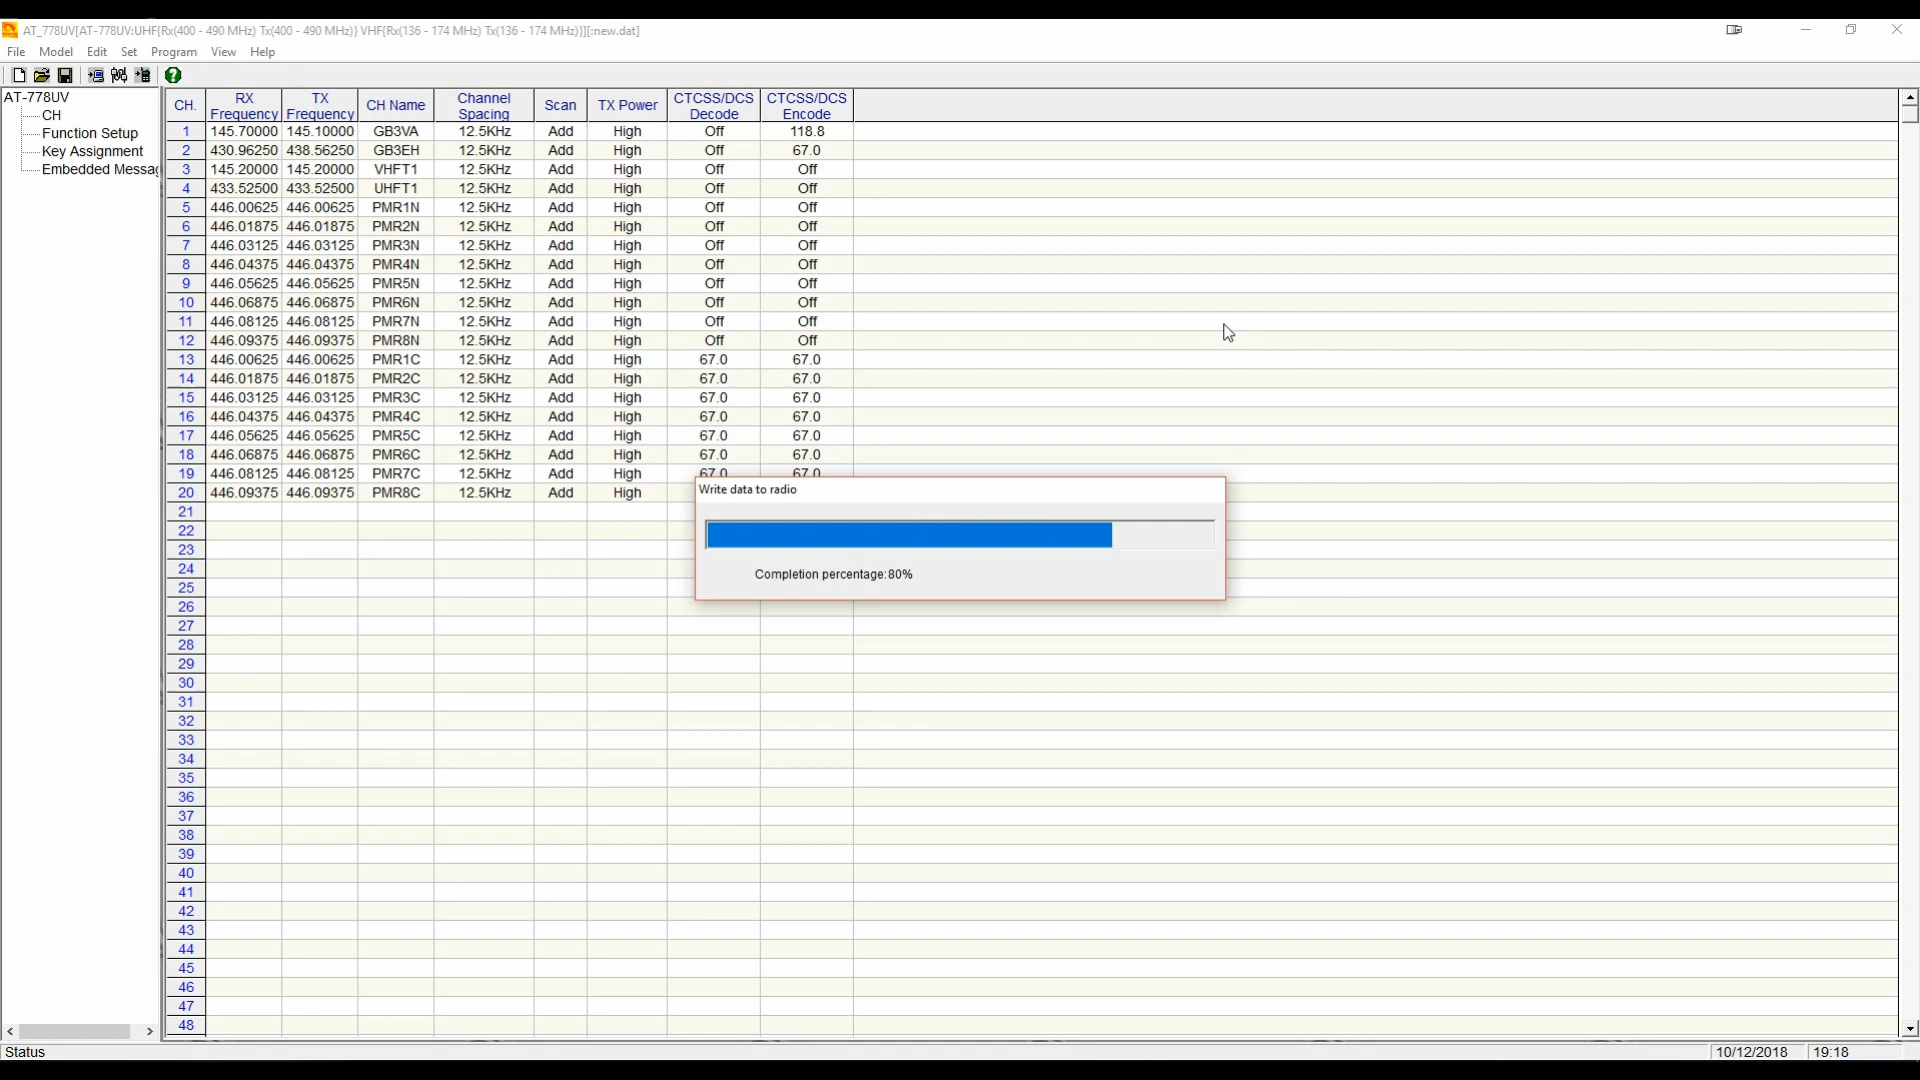 AT_778UV[AT-778UV:UHF{Rx(400 - 490 MHz) Tx(400 - 490 MHz)} VHF{Rx(136 - 174 MHz) Tx(136 - 174 MHz)}][:new.dat]
File Model Edit Set Program View Help
AT-778UV
CH
Function Setup
Key Assignment
Embedded Messag
CH. RX Frequency TX Frequency CH Name Channel Spacing Scan TX Power CTCSS/DCS Decode CTCSS/DCS Encode
1 145.70000 145.10000 GB3VA 12.5KHz Add High Off 118.8
2 430.96250 438.56250 GB3EH 12.5KHz Add High Off 67.0
3 145.20000 145.20000 VHFT1 12.5KHz Add High Off Off
4 433.52500 433.52500 UHFT1 12.5KHz Add High Off Off
5 446.00625 446.00625 PMR1N 12.5KHz Add High Off Off
6 446.01875 446.01875 PMR2N 12.5KHz Add High Off Off
7 446.03125 446.03125 PMR3N 12.5KHz Add High Off Off
8 446.04375 446.04375 PMR4N 12.5KHz Add High Off Off
9 446.05625 446.05625 PMR5N 12.5KHz Add High Off Off
10 446.06875 446.06875 PMR6N 12.5KHz Add High Off Off
11 446.08125 446.08125 PMR7N 12.5KHz Add High Off Off
12 446.09375 446.09375 PMR8N 12.5KHz Add High Off Off
13 446.00625 446.00625 PMR1C 12.5KHz Add High 67.0 67.0
14 446.01875 446.01875 PMR2C 12.5KHz Add High 67.0 67.0
15 446.03125 446.03125 PMR3C 12.5KHz Add High 67.0 67.0
16 446.04375 446.04375 PMR4C 12.5KHz Add High 67.0 67.0
17 446.05625 446.05625 PMR5C 12.5KHz Add High 67.0 67.0
18 446.06875 446.06875 PMR6C 12.5KHz Add High 67.0 67.0
19 446.08125 446.08125 PMR7C 12.5KHz Add High 67.0 67.0
20 446.09375 446.09375 PMR8C 12.5KHz Add High
21
22
23
24
25
26
27
28
29
30
31
32
33
34
35
36
37
38
39
40
41
42
43
44
45
46
47
48
Write data to radio
Completion percentage:80%
Status 10/12/2018 19:18